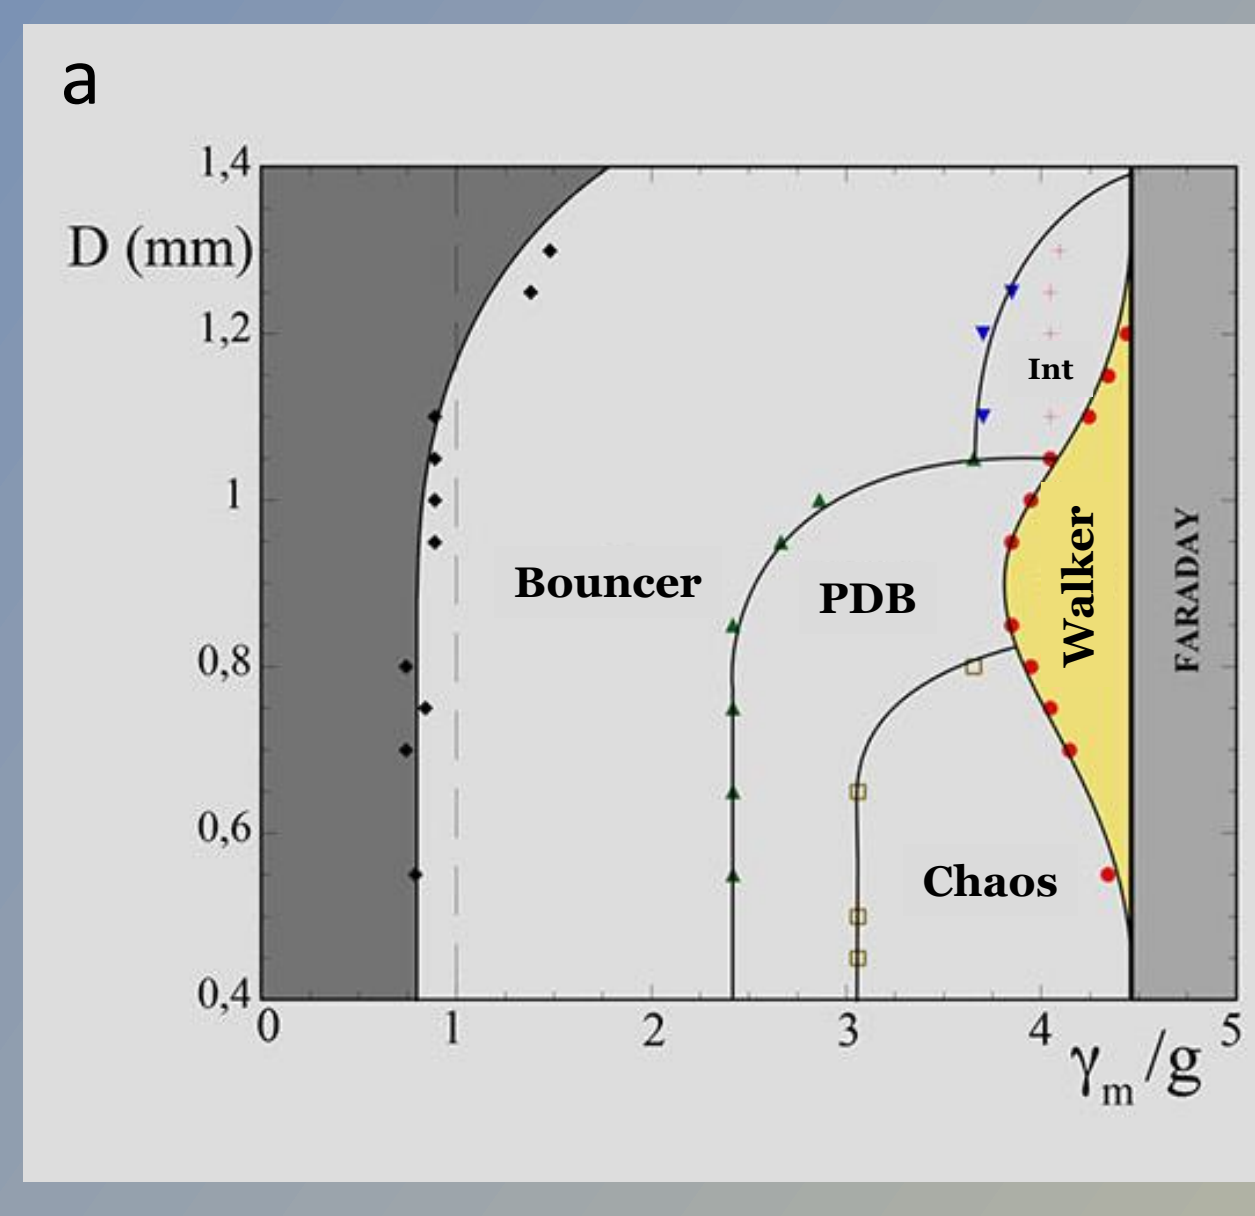 a
1,4
D (mm)
1,2
Int
1
Bouncer
PDB
Walker
FARADAY
0,8
0,6
Chaos
0,4
0 1 2 3 4 5
γm/g